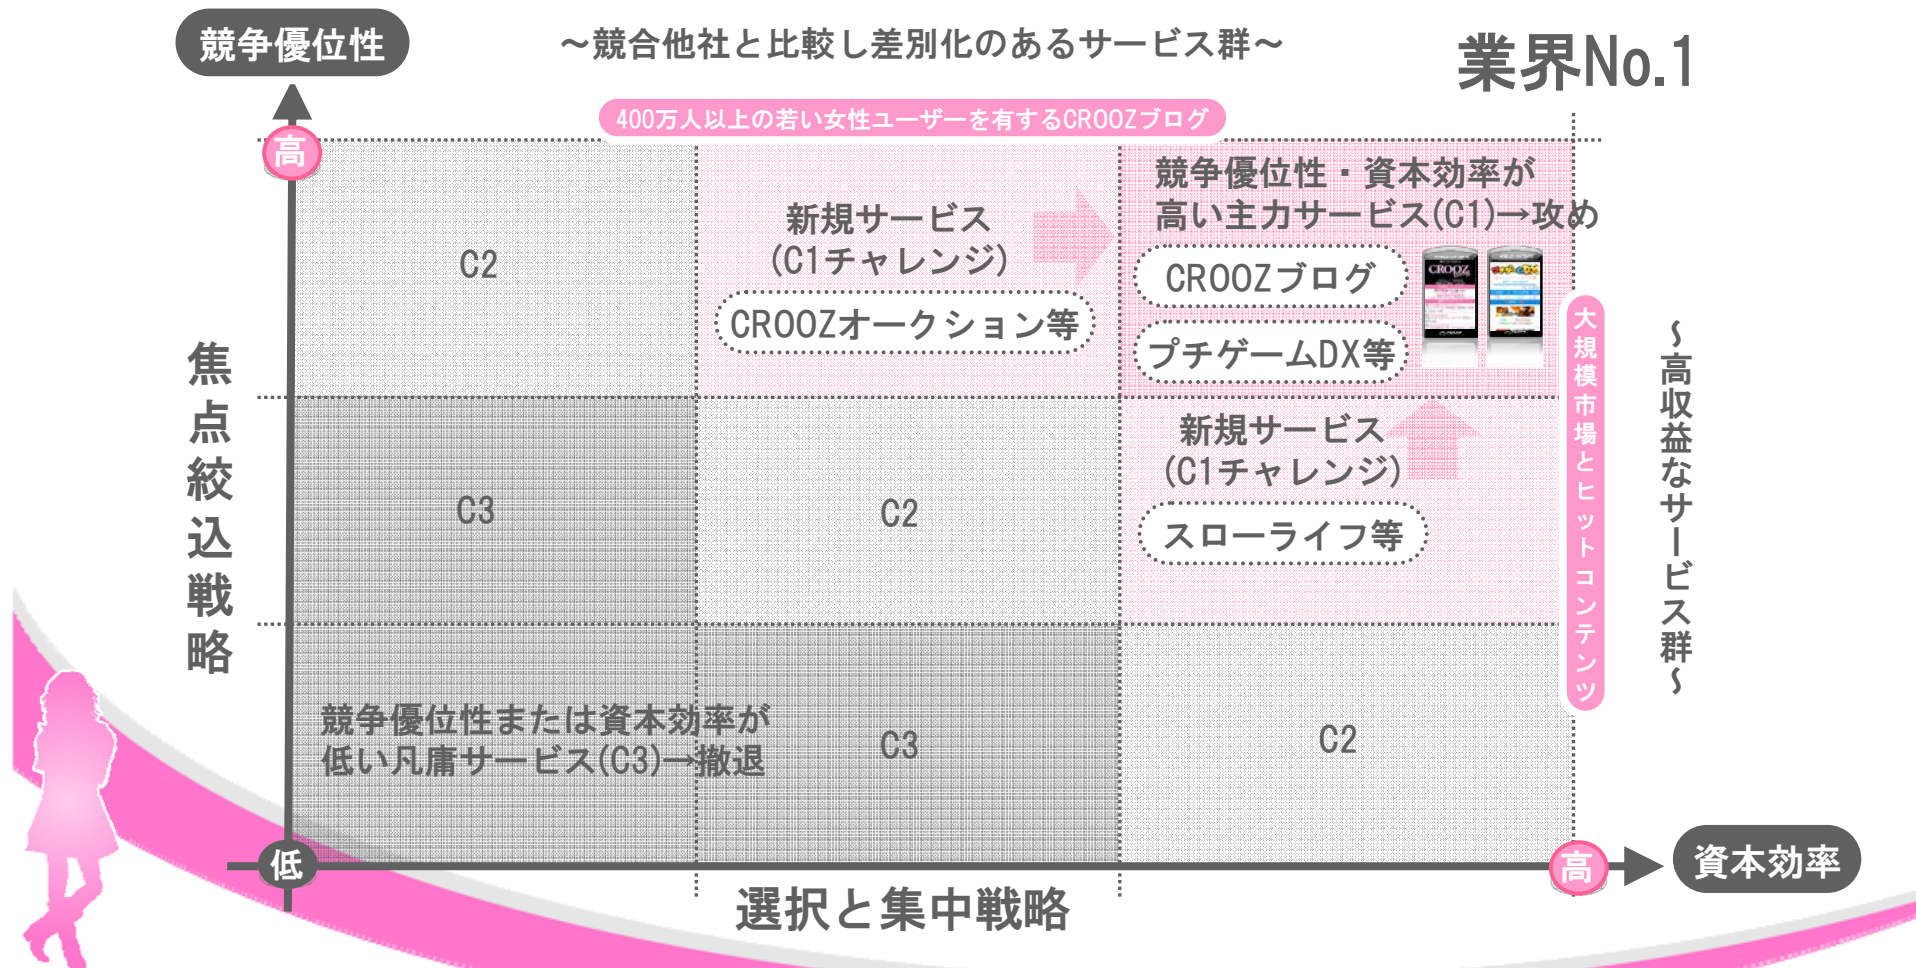 競争優位性
～競合他社と比較し差別化のあるサービス群～
業界No.1
400万人以上の若い女性ユーザーを有するCROOZブログ
高
C2
新規サービス
(C1チャレンジ)
CROOZオークション等
競争優位性・資本効率が
高い主力サービス(C1)→攻め
CROOZブログ
プチゲームDX等
CROOZ
大規模市場とヒットコンテンツ
～高収益なサービス群～
焦点絞込戦略
C3
C2
新規サービス
(C1チャレンジ)
スローライフ等
競争優位性または資本効率が
低い凡庸サービス(C3)→撤退
C3
C2
低
高
資本効率
選択と集中戦略